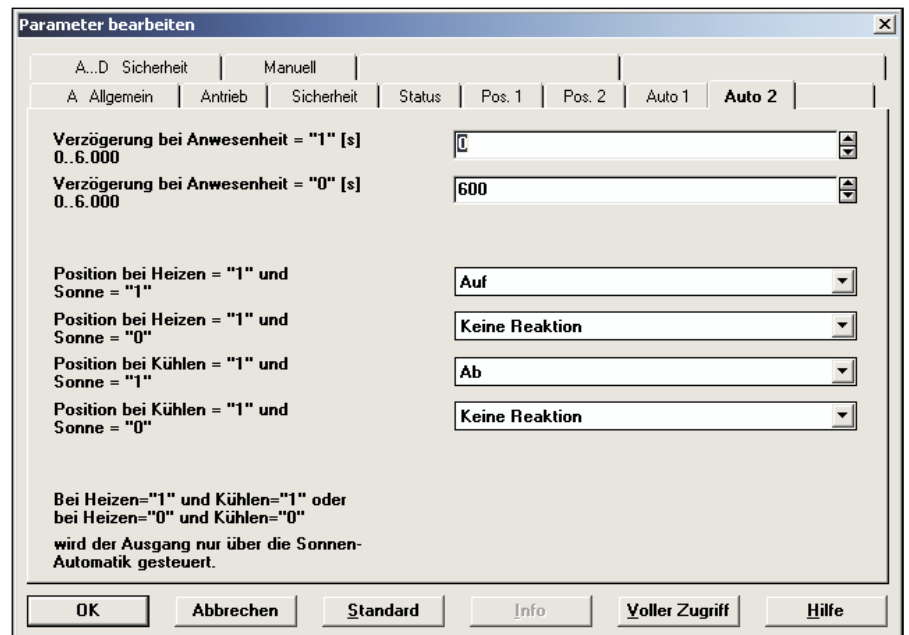 Parameter bearbeiten
A...D Sicherheit Manuell
A Allgemein Antrieb Sicherheit Status Pos. 1 Pos. 2 Auto 1 Auto 2
Verzögerung bei Anwesenheit = "1" [s]
0..6.000
0
Verzögerung bei Anwesenheit = "0" [s]
0..6.000
600
Position bei Heizen = "1" und
Sonne = "1"
Auf
Position bei Heizen = "1" und
Sonne = "0"
Keine Reaktion
Position bei Kühlen = "1" und
Sonne = "1"
Ab
Position bei Kühlen = "1" und
Sonne = "0"
Keine Reaktion
Bei Heizen="1" und Kühlen="1" oder
bei Heizen="0" und Kühlen="0"
wird der Ausgang nur über die Sonnen-
Automatik gesteuert.
OK Abbrechen Standard Info Voller Zugriff Hilfe